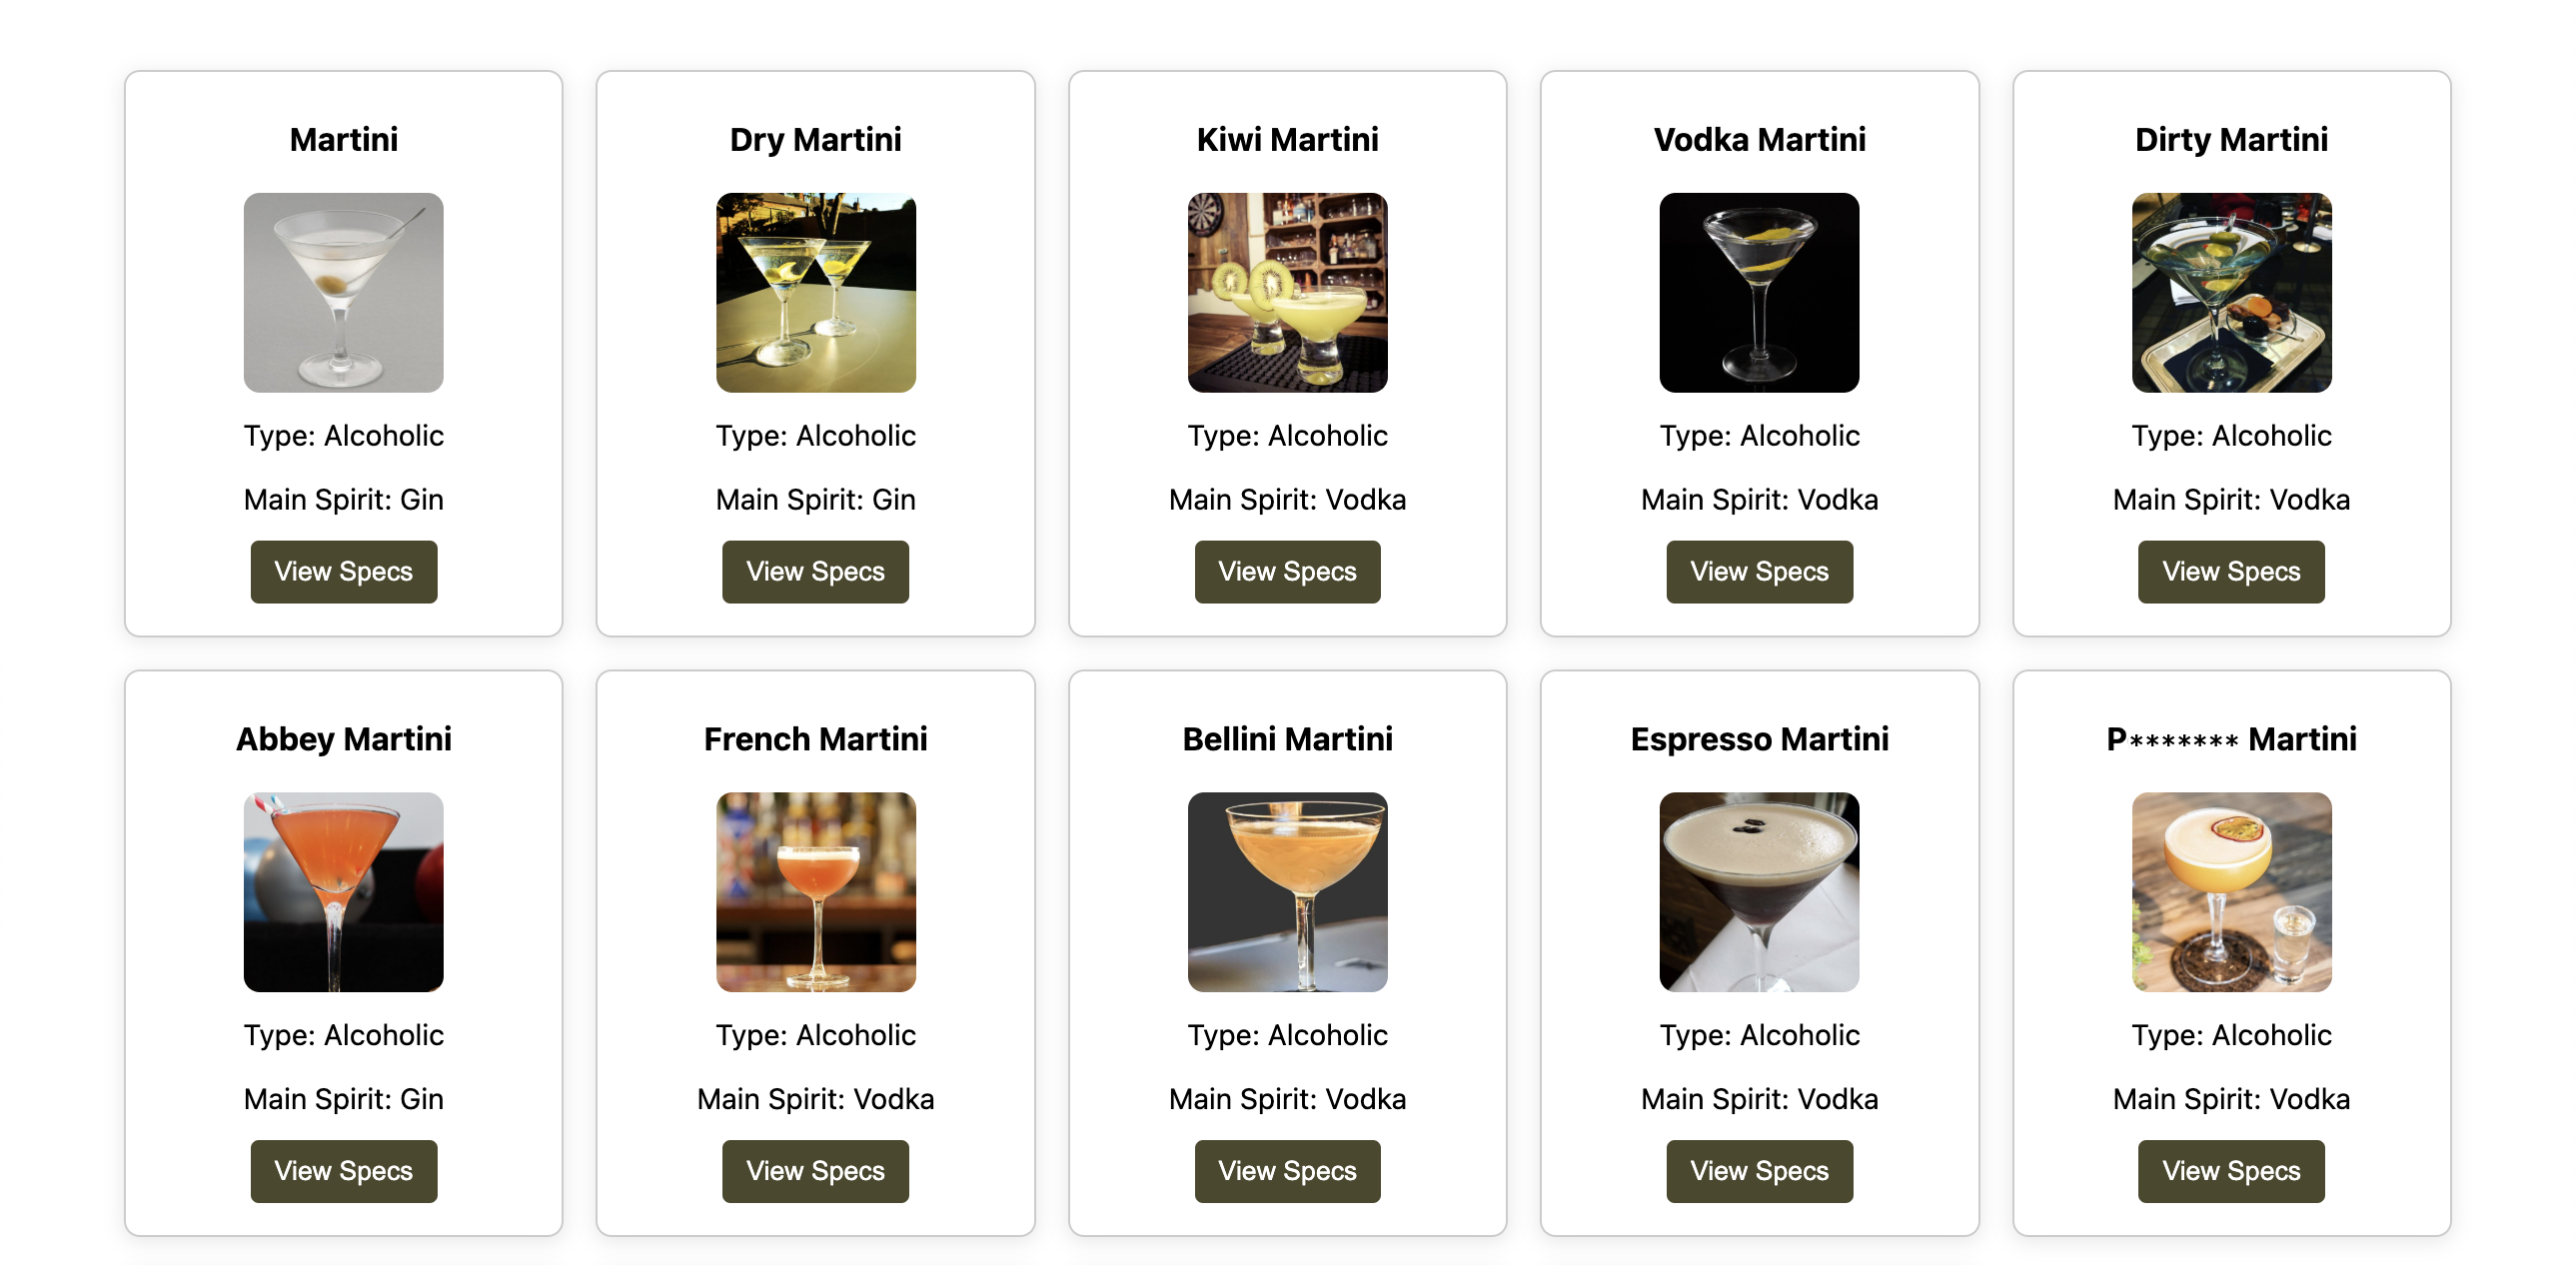 Martini
Type: Alcoholic
Main Spirit: Gin
View Specs
Dry Martini
Type: Alcoholic
Main Spirit: Gin
View Specs
Kiwi Martini
Type: Alcoholic
Main Spirit: Vodka
View Specs
Vodka Martini
Type: Alcoholic
Main Spirit: Vodka
View Specs
Dirty Martini
Type: Alcoholic
Main Spirit: Vodka
View Specs
Abbey Martini
Type: Alcoholic
Main Spirit: Gin
View Specs
French Martini
Type: Alcoholic
Main Spirit: Vodka
View Specs
Bellini Martini
Type: Alcoholic
Main Spirit: Vodka
View Specs
Espresso Martini
Type: Alcoholic
Main Spirit: Vodka
View Specs
P******* Martini
Type: Alcoholic
Main Spirit: Vodka
View Specs